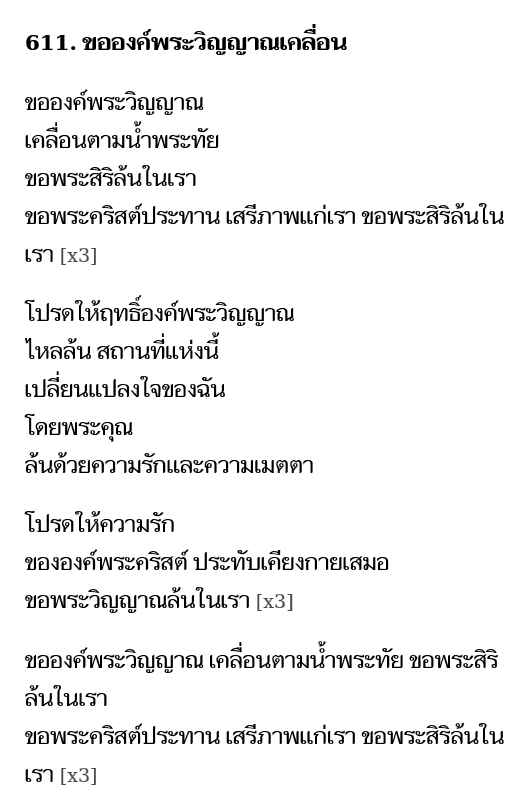 611. ขอองค์พระวิญญาณเคลื่อน
ขอองค์พระวิญญาณ
เคลื่อนตามน้ำพระทัย
ขอพระสิริล้นในเรา
ขอพระคริสต์ประทาน เสรีภาพแก่เรา ขอพระสิริล้นใน
เรา [x3]
โปรดให้ฤทธิ์องค์พระวิญญาณ
ไหลล้น สถานที่แห่งนี้
เปลี่ยนแปลงใจของฉัน
โดยพระคุณ
ล้นด้วยความรักและความเมตตา
โปรดให้ความรัก
ขององค์พระคริสต์ ประทับเคียงกายเสมอ
ขอพระวิญญาณล้นในเรา [x3]
ขอองค์พระวิญญาณ เคลื่อนตามน้ำพระทัย ขอพระสิริ
ล้นในเรา
ขอพระคริสต์ประทาน เสรีภาพแก่เรา ขอพระสิริล้นใน
เรา [x3]